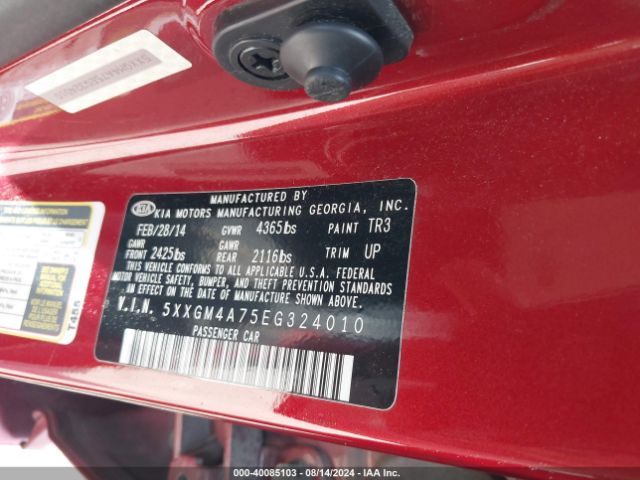 MANUFACTURED BY
KIA KIA MOTORS MANUFACTURING GEORGIA, INC.
FEB/28/14 GVWR 4365lbs PAINT TR3
GAWR FRONT 2425lbs GAWR REAR 2116lbs TRIM UP
THIS VEHICLE CONFORMS TO ALL APPLICABLE U.S.A. FEDERAL
MOTOR VEHICLE SAFETY, BUMPER, AND THEFT PREVENTION
STANDARDS IN EFFECT ON THE DATE OF MANUFACTURE SHOWN ABOVE.
V.I.N. 5XXGM4A75EG324010
PASSENGER CAR
T455
000-40085103 - 08/14/2024 - IAA Inc.